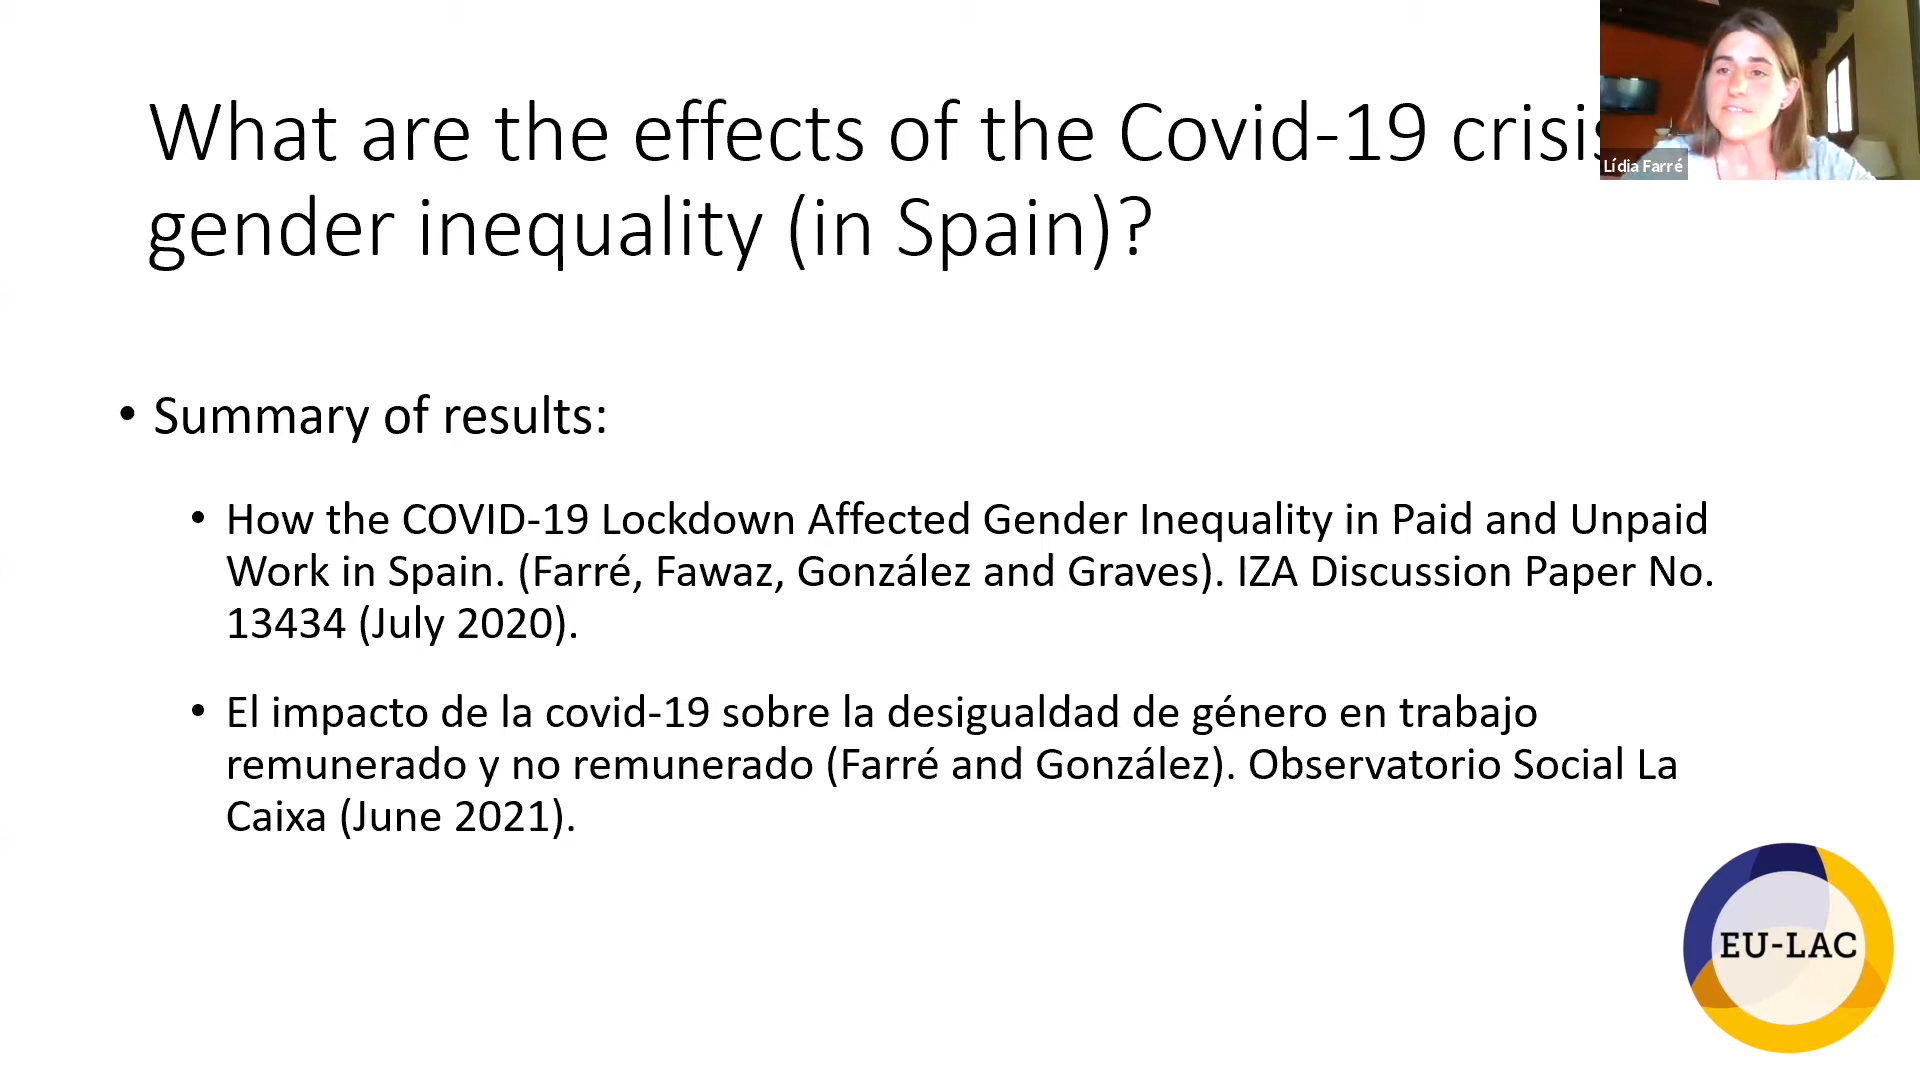 What are the effects of the Covid-19 crisis
gender inequality (in Spain)?
Lídia Farré
• Summary of results:
• How the COVID-19 Lockdown Affected Gender Inequality in Paid and Unpaid
Work in Spain. (Farré, Fawaz, González and Graves). IZA Discussion Paper No.
13434 (July 2020).
• El impacto de la covid-19 sobre la desigualdad de género en trabajo
remunerado y no remunerado (Farré and González). Observatorio Social La
Caixa (June 2021).
EU-LAC